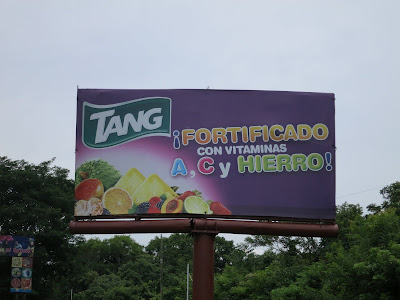 TANG
¡FORTIFICADO
CON VITAMINAS
A, C y HIERRO!